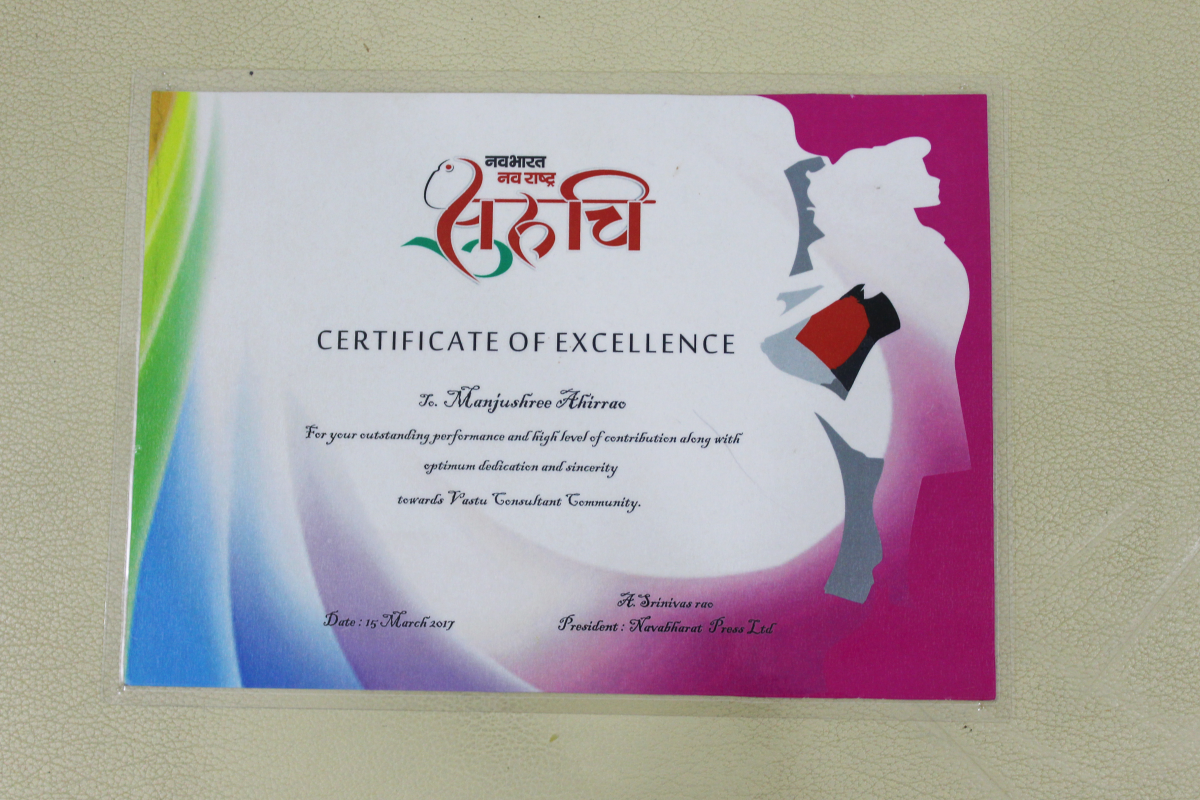 नवभारत
नव राष्ट्र
सुरुचि
CERTIFICATE OF EXCELLENCE
To. Manjushree Ahirrao
For your outstanding performance and high level of contribution along with
optimum dedication and sincerity
towards Vastu Consultant Community.
A. Srinivas rao
Date : 15 March 2017
President : Navabharat Press Ltd